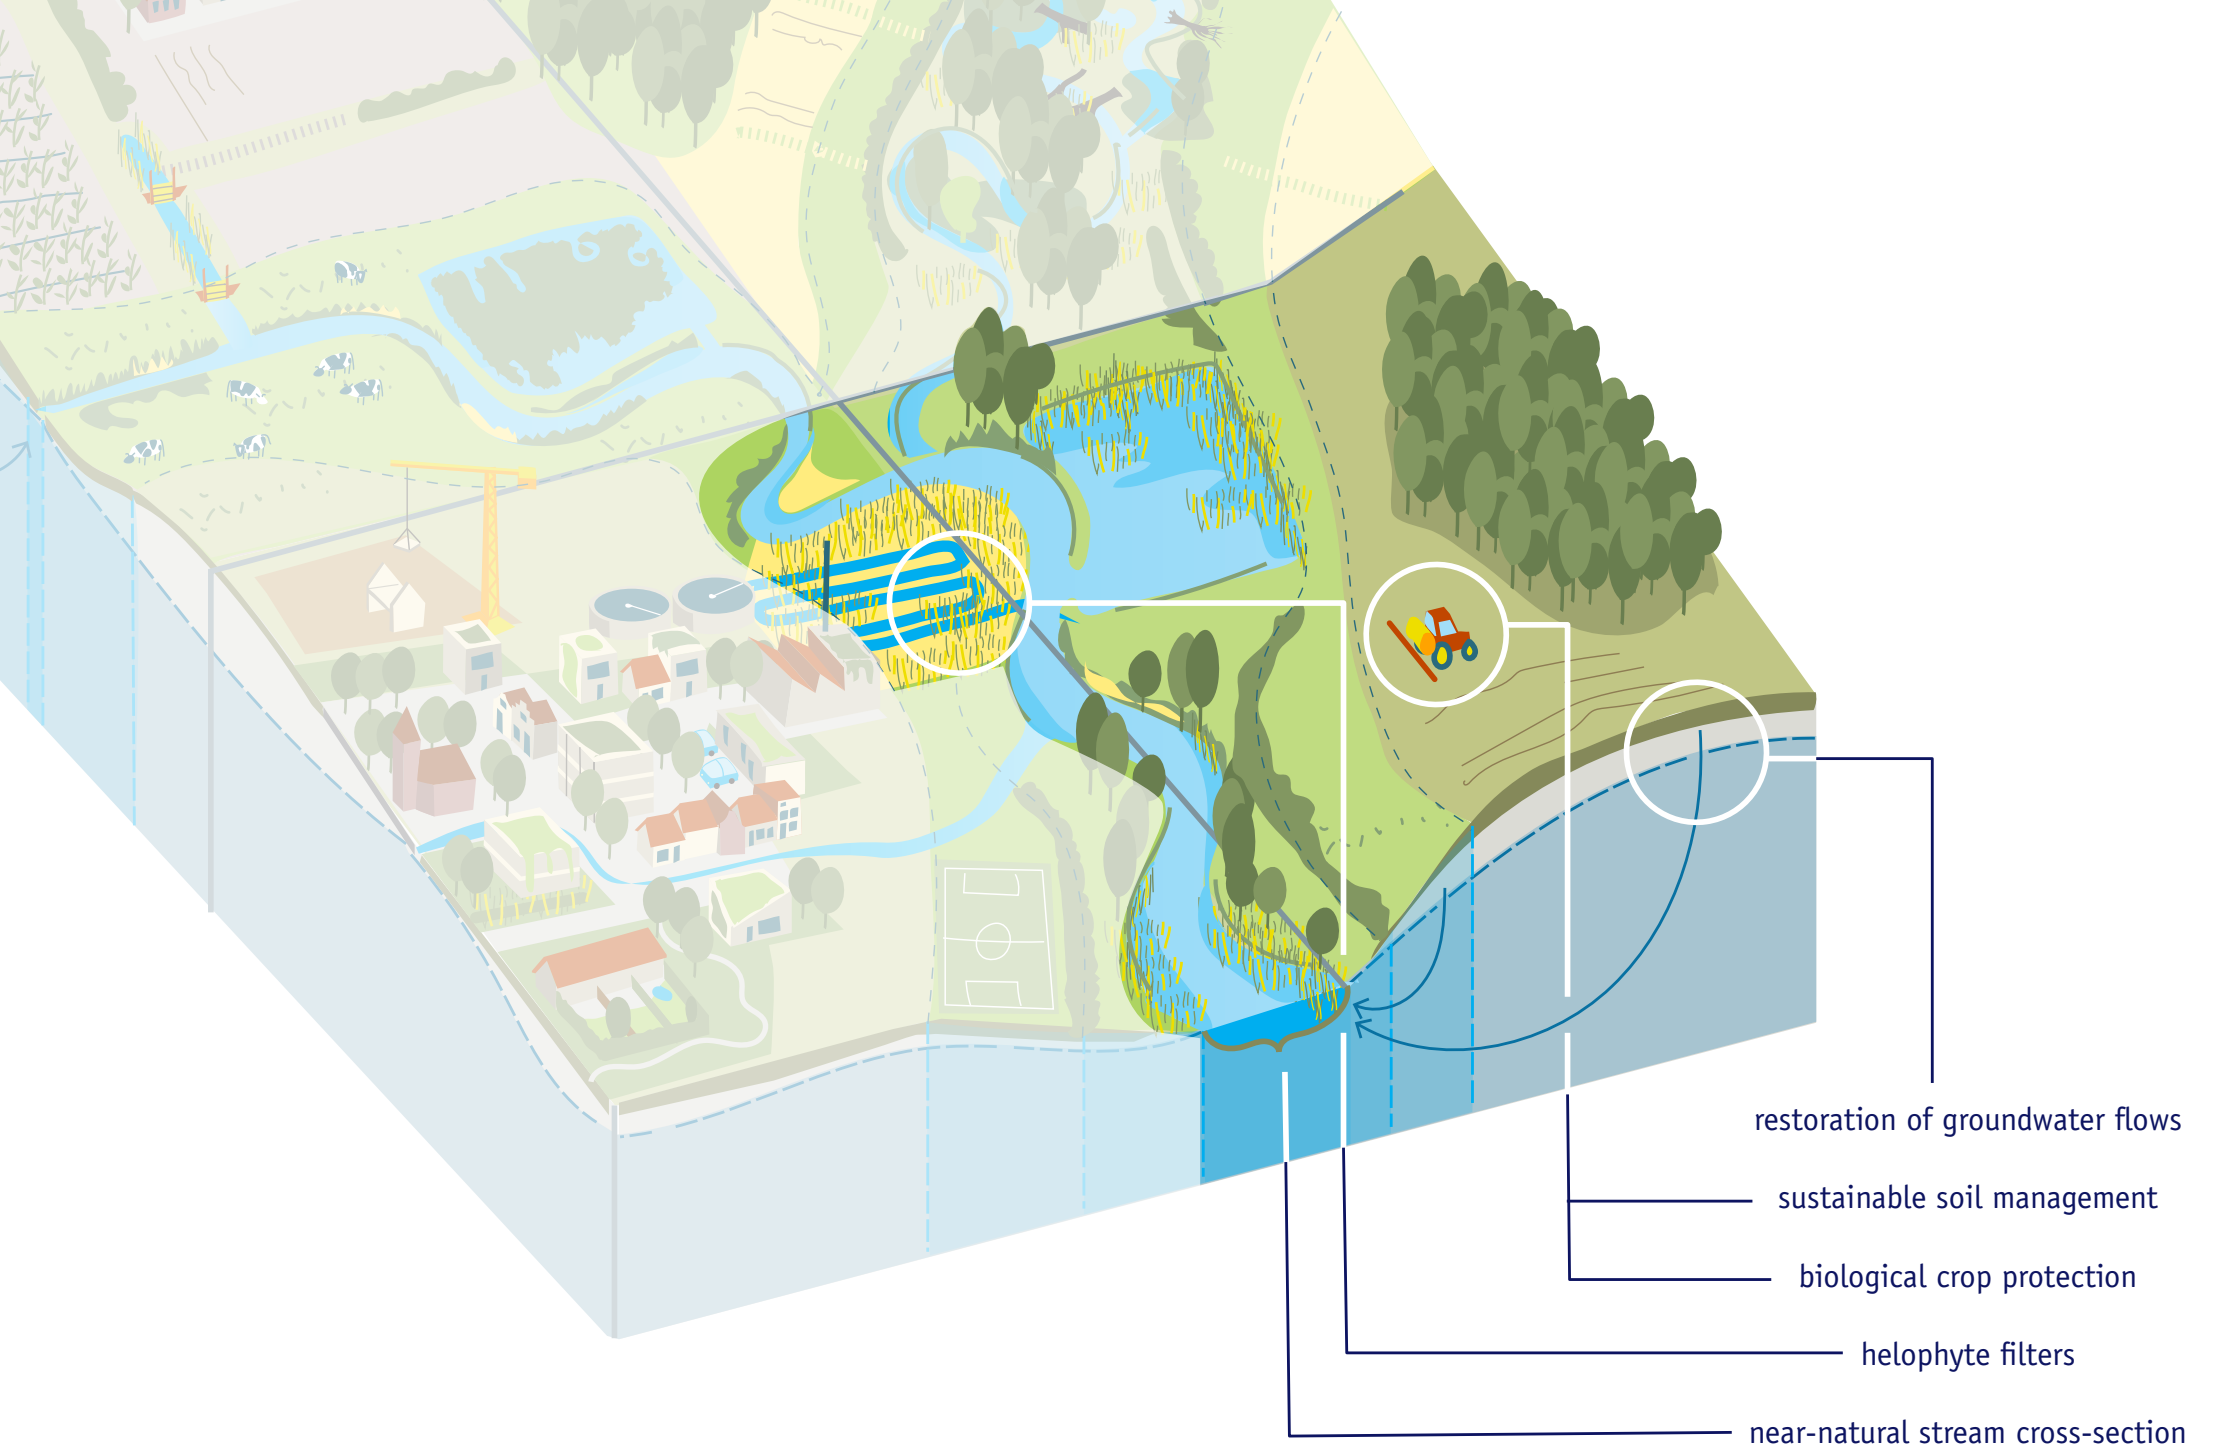 restoration of groundwater flows
sustainable soil management
biological crop protection
helophyte filters
near-natural stream cross-section